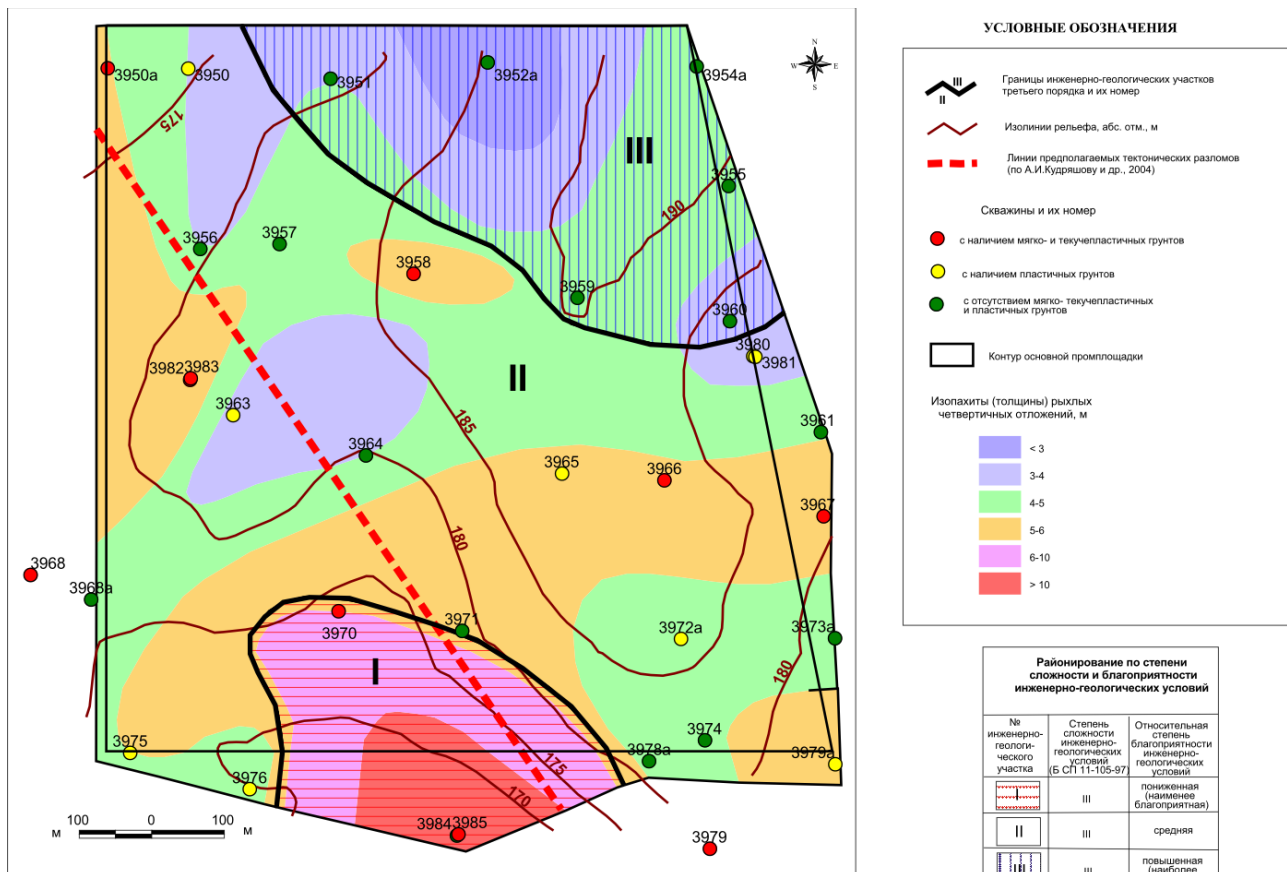 N
W E
S
3950а
3950
3951
3952а
3954а
175
III
3955
190
3956
3957
3958
3959
3960
3980
3981
3982 3983
3963
II
185
3961
3964
3965
3966
3967
180
3968
3968а
3970
3971
3972а
3973а
180
I
3974
3975
3978а
3979а
3976
175
170
3984 3985
3979
м 100 0 100 м
УСЛОВНЫЕ ОБОЗНАЧЕНИЯ
III
II
Границы инженерно-геологических участков
третьего порядка и их номер
Изолинии рельефа, абс. отм., м
Линии предполагаемых тектонических разломов
(по А.И.Кудряшову и др., 2004)
Скважины и их номер
с наличием мягко- и текучепластичных грунтов
с наличием пластичных грунтов
с отсутствием мягко- текучепластичных
и пластичных грунтов
Контур основной промплощадки
Изопахиты (толщины) рыхлых
четвертичных отложений, м
< 3
3-4
4-5
5-6
6-10
> 10
Районирование по степени
сложности и благоприятности
инженерно-геологических условий
№
инженерно-
геологи-
ческого
участка
Степень
сложности
инженерно-
геологических
условий
(Б СП 11-105-97)
Относительная
степень
благоприятности
инженерно-
геологических
условий
I
III
пониженная
(наименее
благоприятная)
II
III
средняя
III
III
повышенная
(наиболее